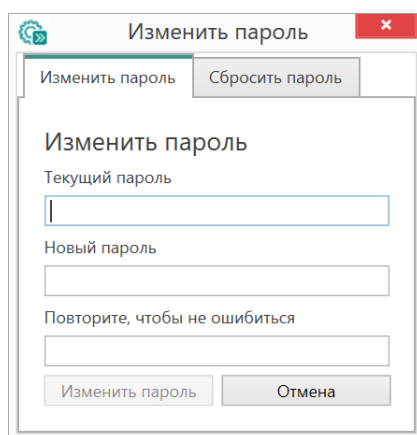 Изменить пароль
Изменить пароль Сбросить пароль
Изменить пароль
Текущий пароль
Новый пароль
Повторите, чтобы не ошибиться
Изменить пароль Отмена